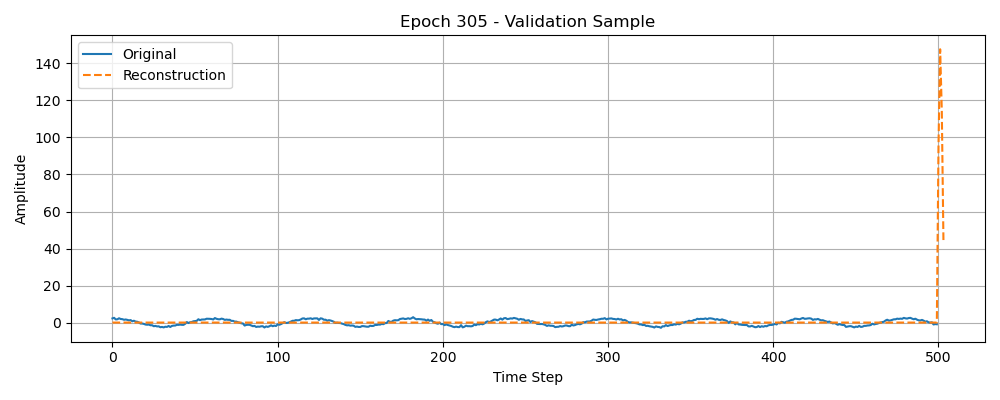 Epoch 305 - Validation Sample
Original
Reconstruction
140
120
100
80
60
40
20
0
Amplitude
0 100 200 300 400 500
Time Step